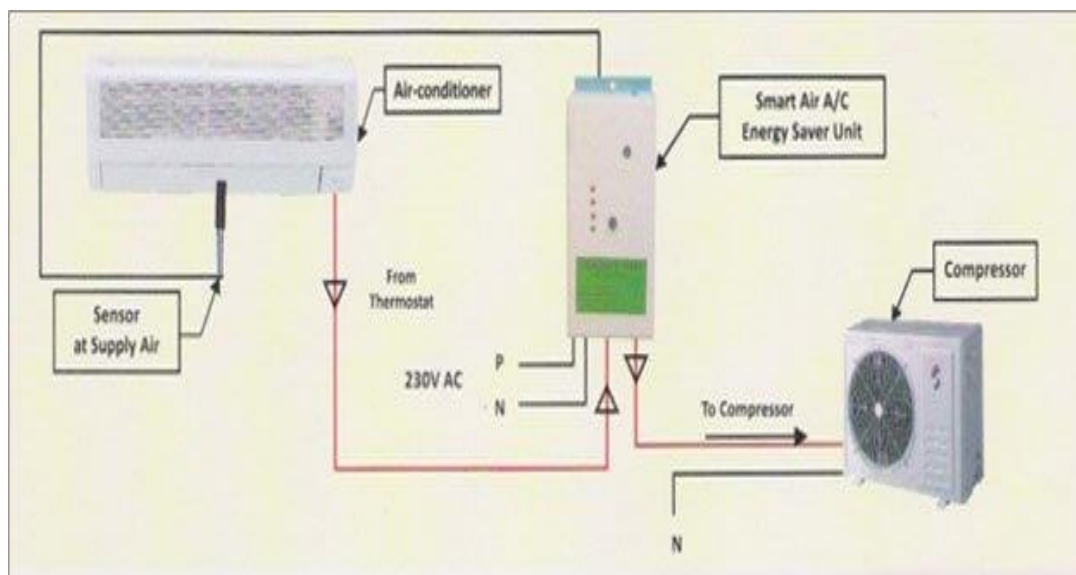 Air-conditioner
Smart Air A/C
Energy Saver Unit
From
Thermostat
Compressor
Sensor
at Supply Air
P
230V AC
N
To Compressor
N